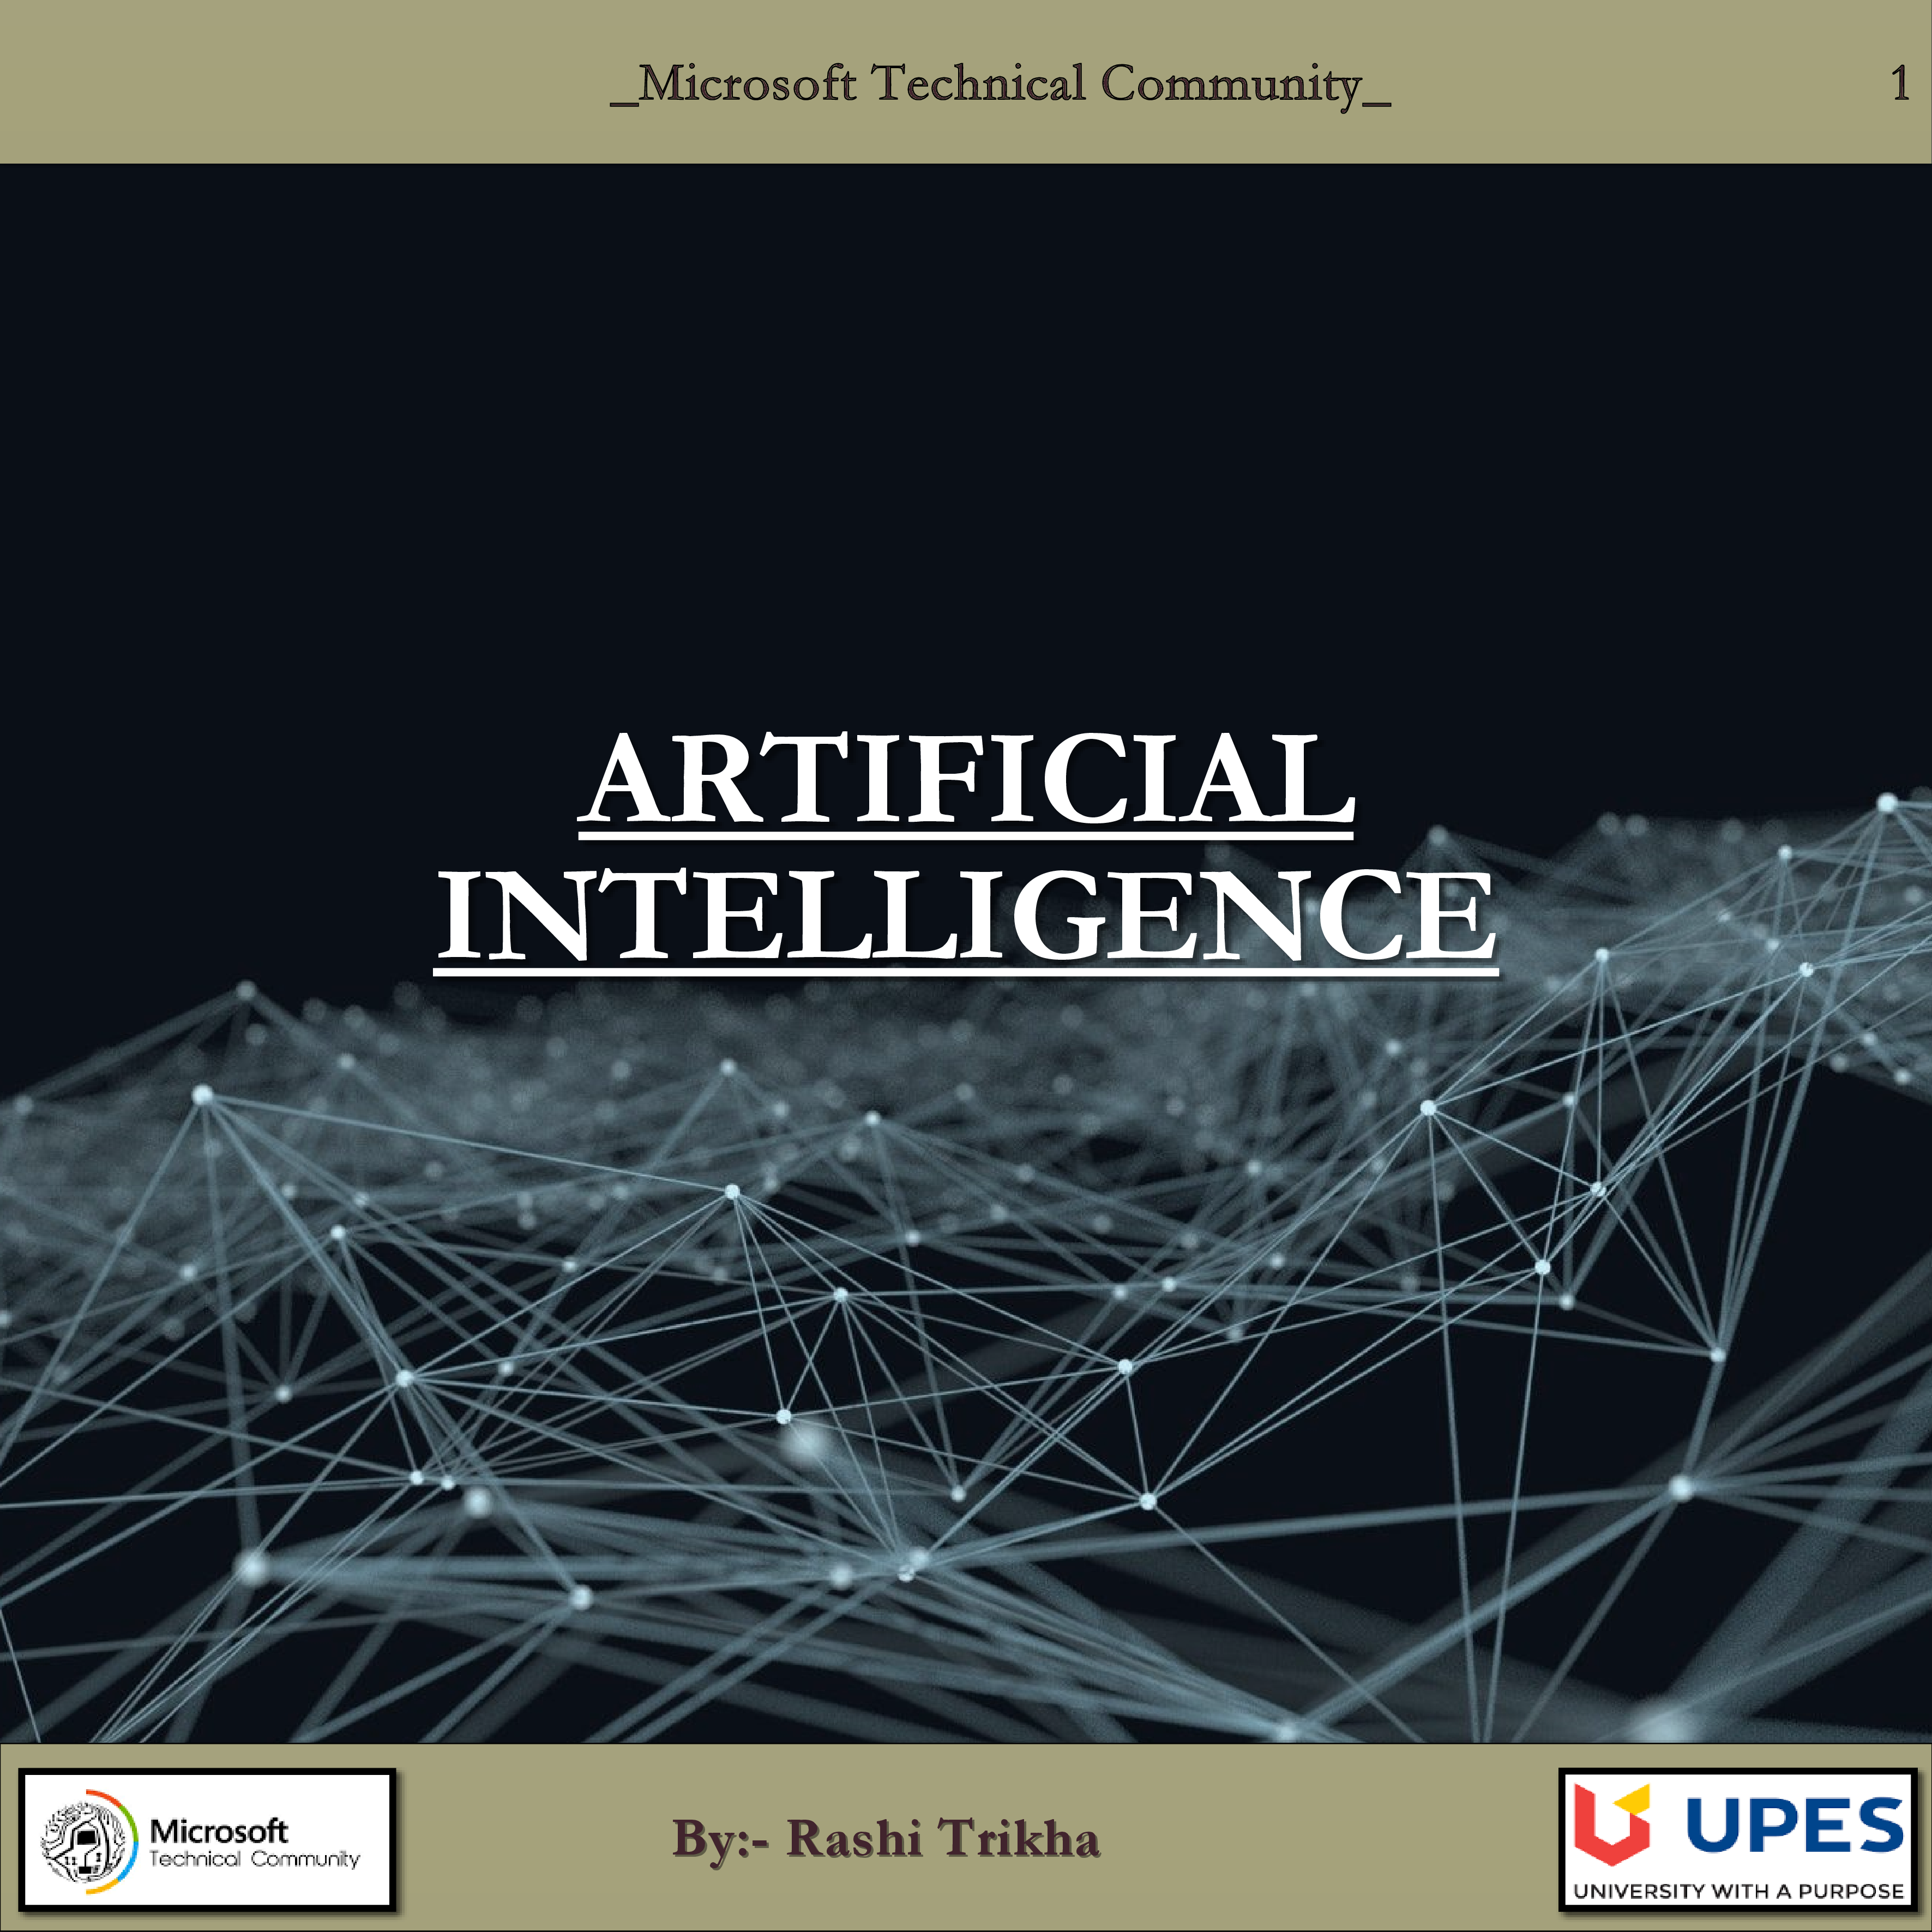 _Microsoft Technical Community_
1
ARTIFICIAL
INTELLIGENCE
Microsoft
Technical Community
By:- Rashi Trikha
UPES
UNIVERSITY WITH A PURPOSE